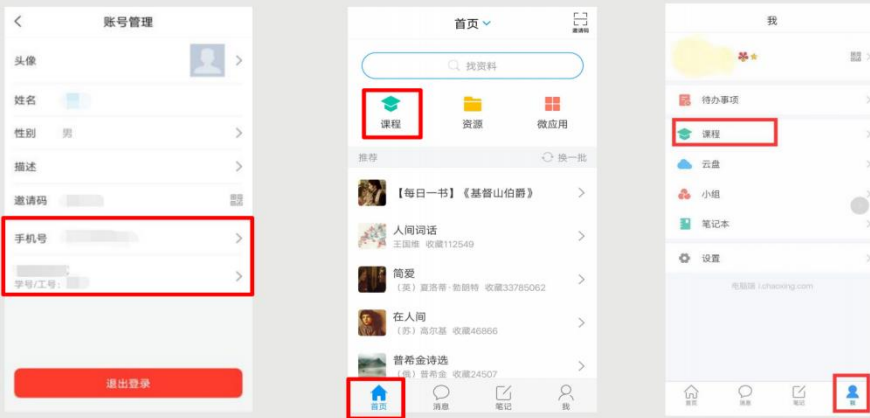 账号管理
头像
姓名
性别 男
描述
邀请码
手机号
学号/工号:
退出登录
首页
邀请码
找资料
课程 资源 微应用
推荐 换一批
【每日一书】《基督山伯爵》
人间词话
王国维 收藏112549
简爱
(英) 夏洛蒂·勃朗特 收藏33785062
在人间
(苏) 高尔基 收藏46866
普希金诗选
(俄) 普希金 收藏24507
首页 消息 笔记 我
我
待办事项
课程
云盘
小组
笔记本
设置
电脑端 i.chaoxing.com
首页 消息 笔记 我